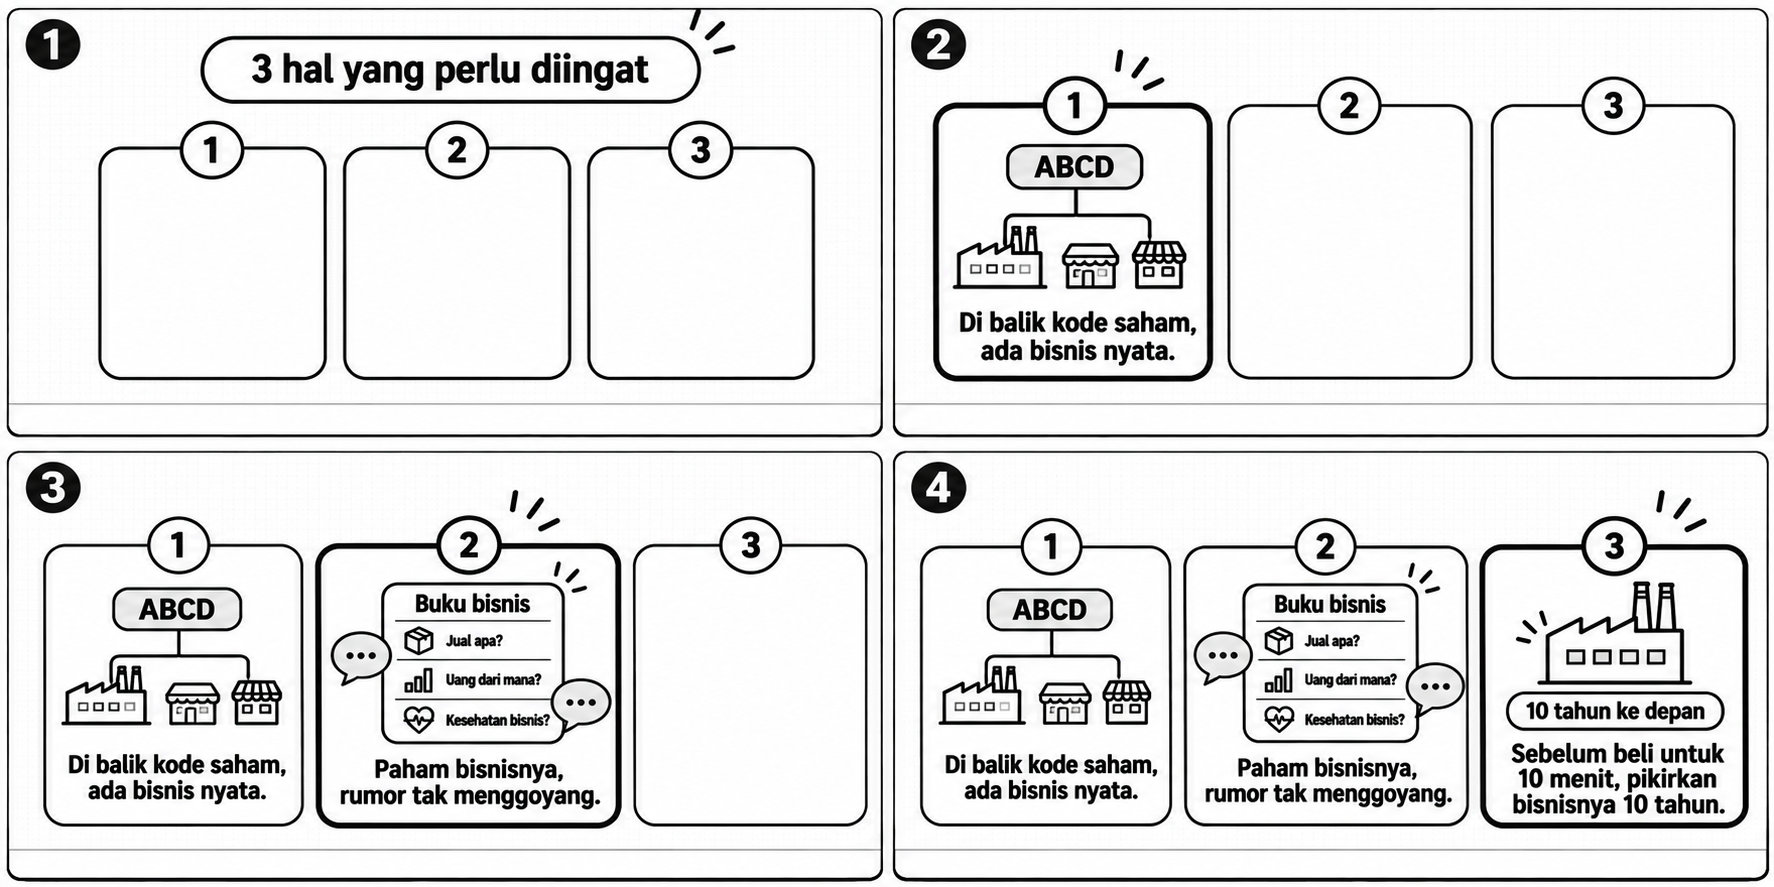 1
3 hal yang perlu diingat
1
2
3
2
1
2
3
ABCD
Di balik kode saham,
ada bisnis nyata.
3
1
2
3
ABCD
Di balik kode saham,
ada bisnis nyata.
Buku bisnis
Jual apa?
Uang dari mana?
Kesehatan bisnis?
Paham bisnisnya,
rumor tak menggoyang.
4
1
2
3
ABCD
Di balik kode saham,
ada bisnis nyata.
Buku bisnis
Jual apa?
Uang dari mana?
Kesehatan bisnis?
Paham bisnisnya,
rumor tak menggoyang.
10 tahun ke depan
Sebelum beli untuk
10 menit, pikirkan
bisnisnya 10 tahun.